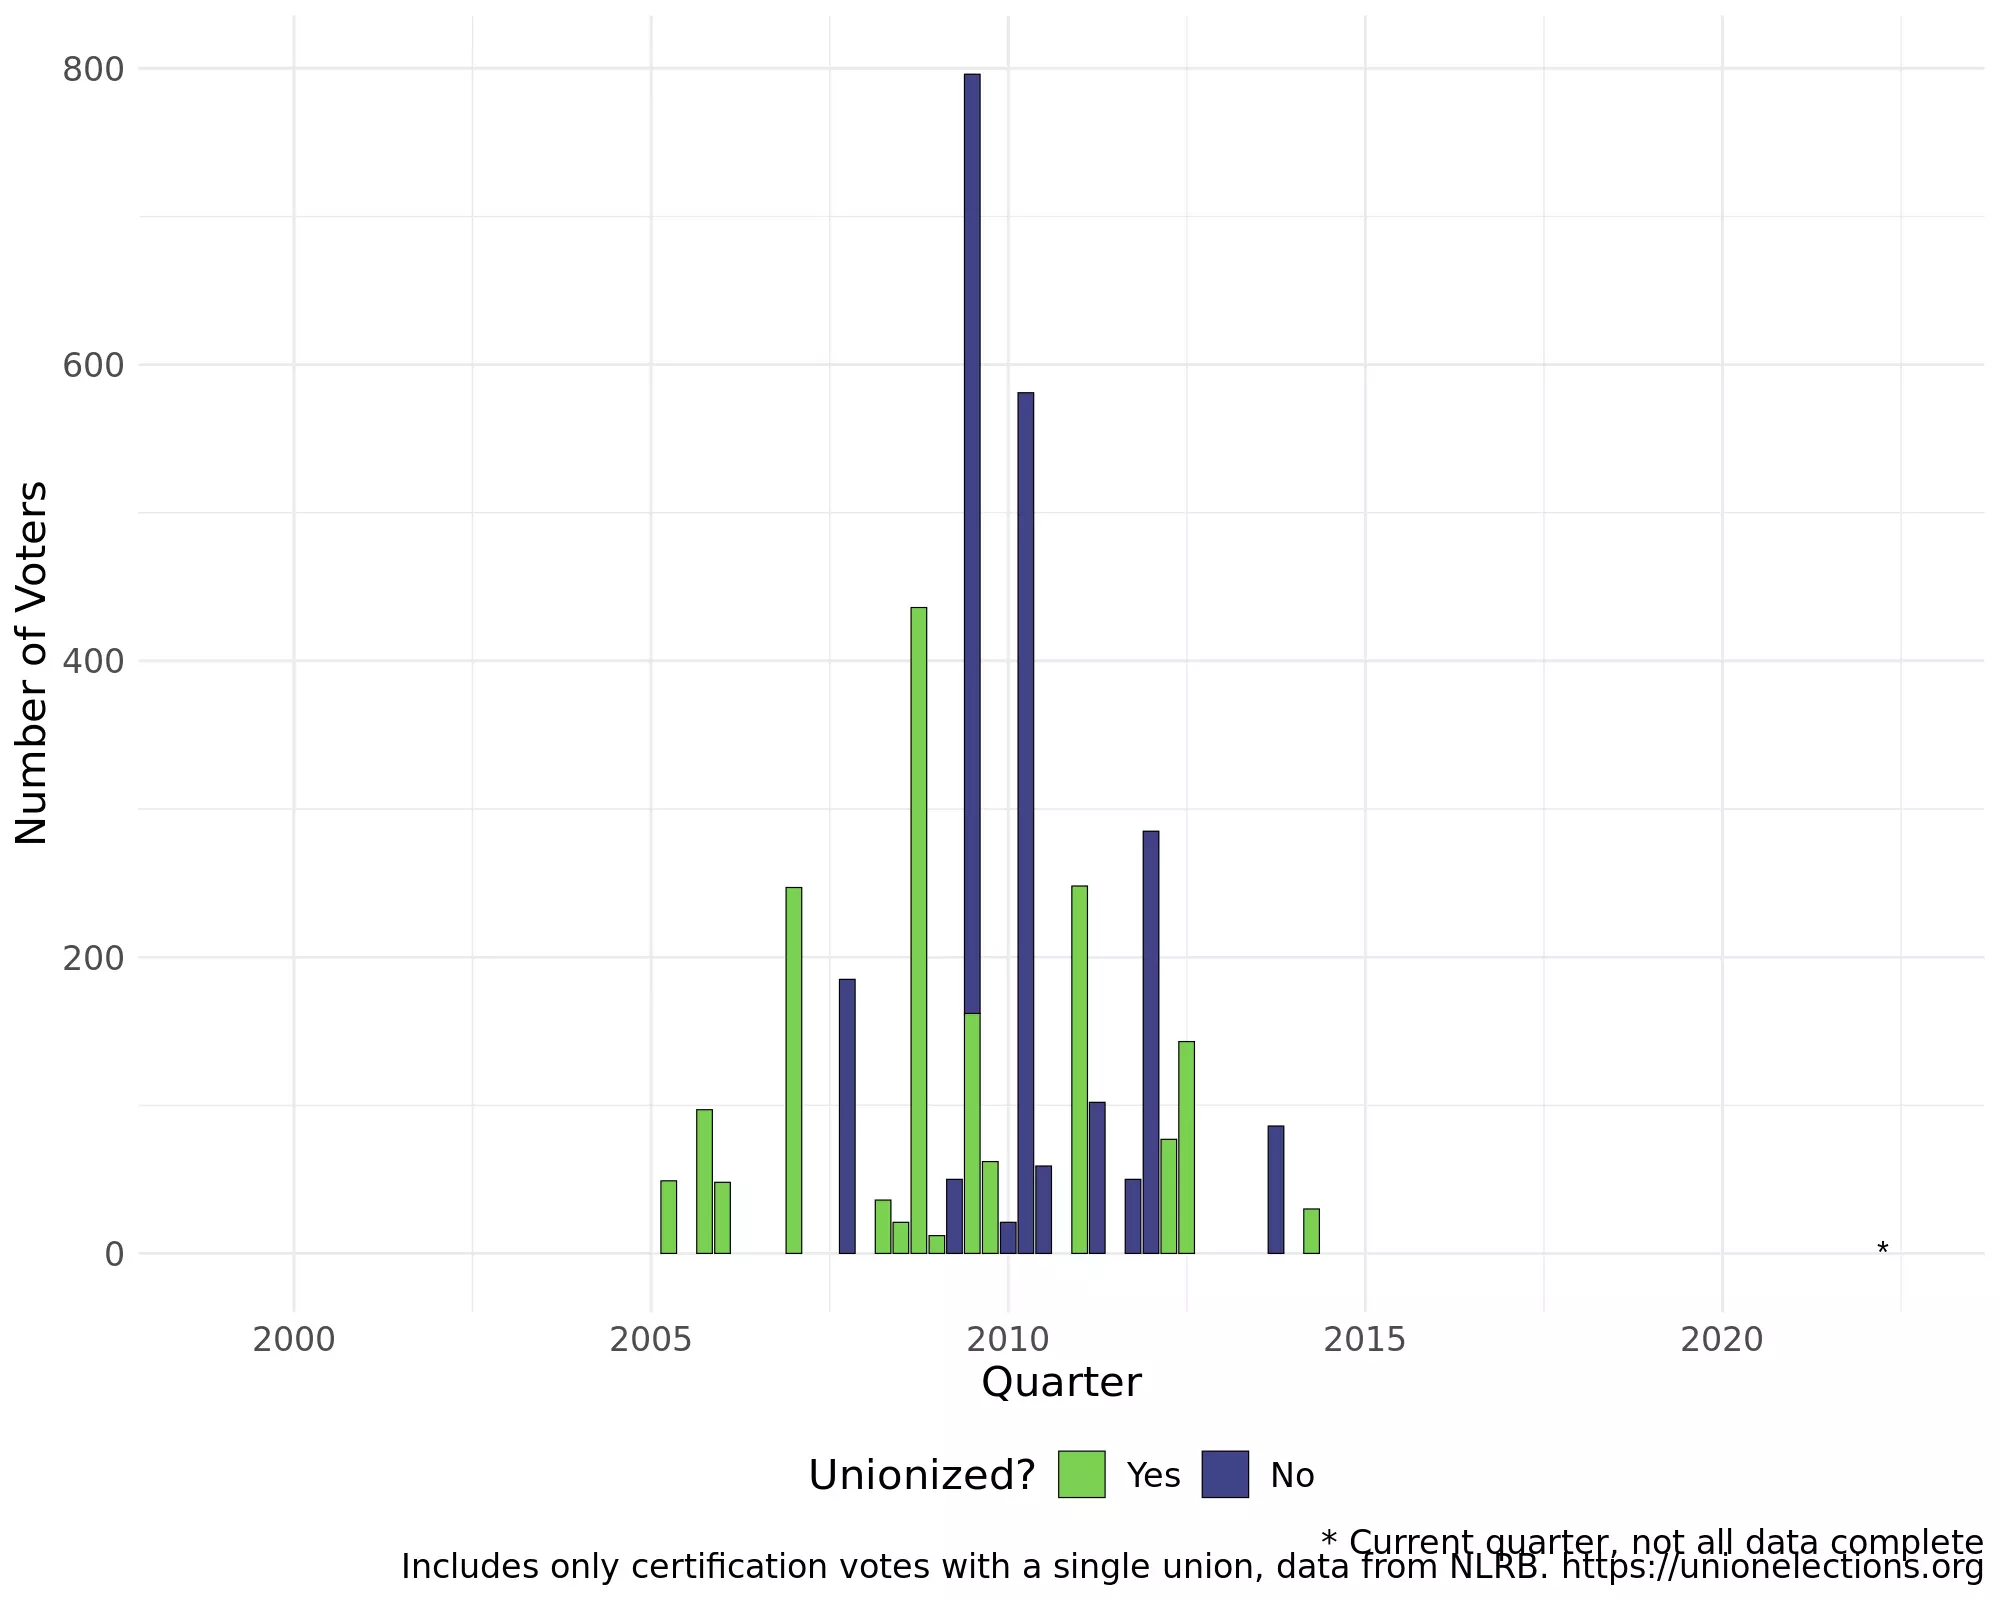 800
600
400
200
0
Number of Voters
*
2000 2005 2010 2015 2020
Quarter
Unionized? Yes No
* Current quarter, not all data complete
Includes only certification votes with a single union, data from NLRB. https://unionelections.org